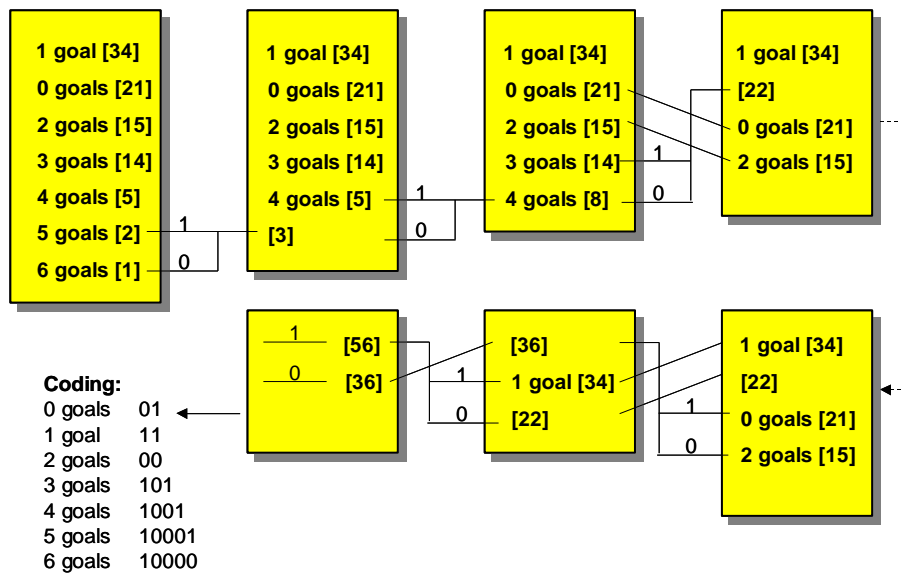 1 goal [34]
0 goals [21]
2 goals [15]
3 goals [14]
4 goals [5]
5 goals [2]
6 goals [1]
1
0
1 goal [34]
0 goals [21]
2 goals [15]
3 goals [14]
4 goals [5]
[3]
1
0
1 goal [34]
0 goals [21]
2 goals [15]
3 goals [14]
4 goals [8]
1
0
1 goal [34]
[22]
0 goals [21]
2 goals [15]
1 goal [34]
[22]
0 goals [21]
2 goals [15]
1
0
[36]
1 goal [34]
[22]
1
0
1 [56]
0 [36]
Coding:
0 goals 01
1 goal 11
2 goals 00
3 goals 101
4 goals 1001
5 goals 10001
6 goals 10000